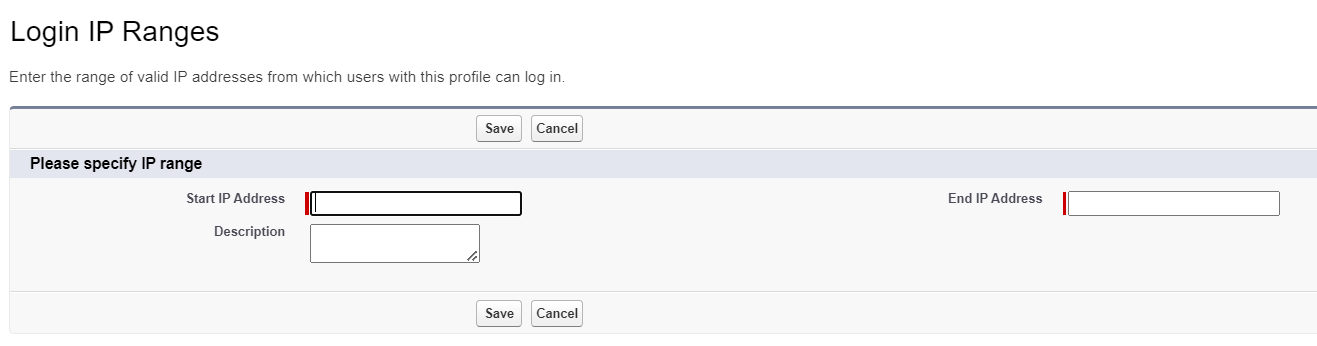 Login IP Ranges
Enter the range of valid IP addresses from which users with this profile can log in.
Save Cancel
Please specify IP range
Start IP Address End IP Address
Description
Save Cancel